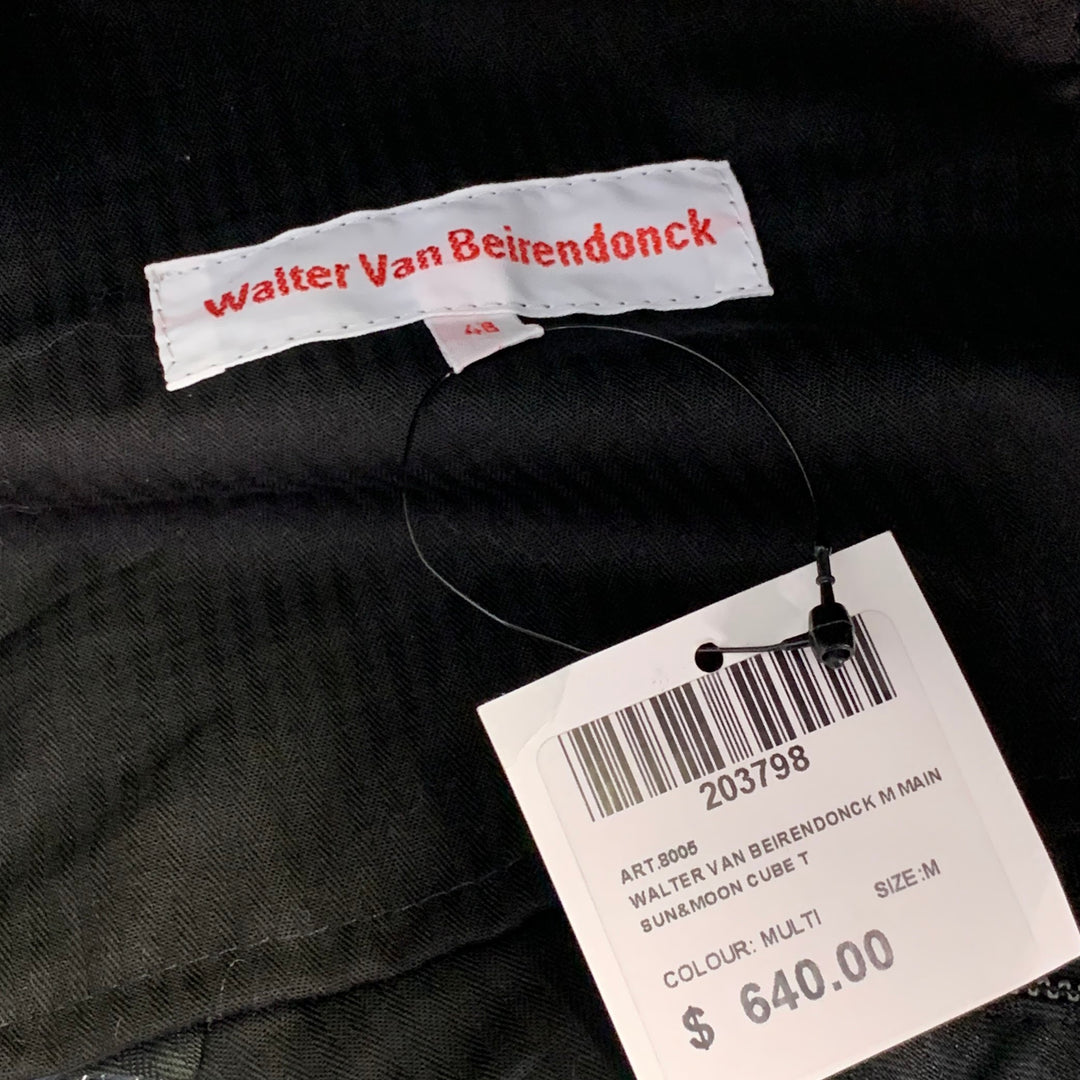 walter Van Beirendonck
48
203798
ART.8005
WALTER VAN BEIRENDONCK M MAIN
SUN&MOON CUBE T
COLOUR: MULTI SIZE:M
$ 640.00